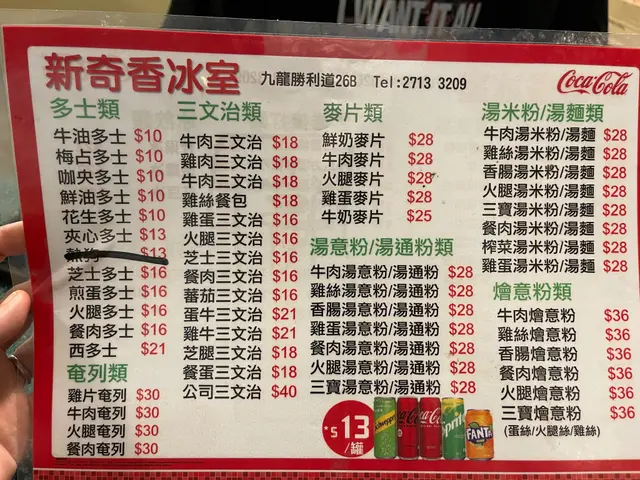 I WANT IT ALL
新奇香冰室 九龍勝利道26B Tel:2713 3209
Coca-Cola
多士類
牛油多士 $10
梅占多士 $10
咖央多士 $10
鮮油多士 $10
花生多士 $10
夾心多士 $13
熱狗 $13
芝士多士 $16
煎蛋多士 $16
火腿多士 $16
餐肉多士 $16
西多士 $21
奄列類
雞片奄列 $30
牛肉奄列 $30
火腿奄列 $30
餐肉奄列 $30
三文治類
牛肉三文治 $18
雞肉三文治 $18
牛肉三文治 $18
雞絲餐包 $18
雞蛋三文治 $16
火腿三文治 $16
芝士三文治 $16
餐肉三文治 $16
蕃茄三文治 $16
蛋牛三文治 $21
雞牛三文治 $21
芝腿三文治 $18
餐蛋三文治 $18
公司三文治 $40
麥片類
鮮奶麥片 $28
牛肉麥片 $28
火腿麥片 $28
雞蛋麥片 $28
牛奶麥片 $25
湯意粉/湯通粉類
牛肉湯意粉/湯通粉 $28
雞絲湯意粉/湯通粉 $28
香腸湯意粉/湯通粉 $28
雞蛋湯意粉/湯通粉 $28
餐肉湯意粉/湯通粉 $28
火腿湯意粉/湯通粉 $28
三寶湯意粉/湯通粉 $28
*$13/罐
Schweppes
Coca-Cola
Coca-Cola
Sprite
FANTA
湯米粉/湯麵類
牛肉湯米粉/湯麵 $28
雞絲湯米粉/湯麵 $28
香腸湯米粉/湯麵 $28
火腿湯米粉/湯麵 $28
三寶湯米粉/湯麵 $28
餐肉湯米粉/湯麵 $28
榨菜湯米粉/湯麵 $28
雞蛋湯米粉/湯麵 $28
燴意粉類
牛肉燴意粉 $36
雞絲燴意粉 $36
香腸燴意粉 $36
餐肉燴意粉 $36
火腿燴意粉 $36
三寶燴意粉 $36
(蛋絲/火腿絲/雞絲)